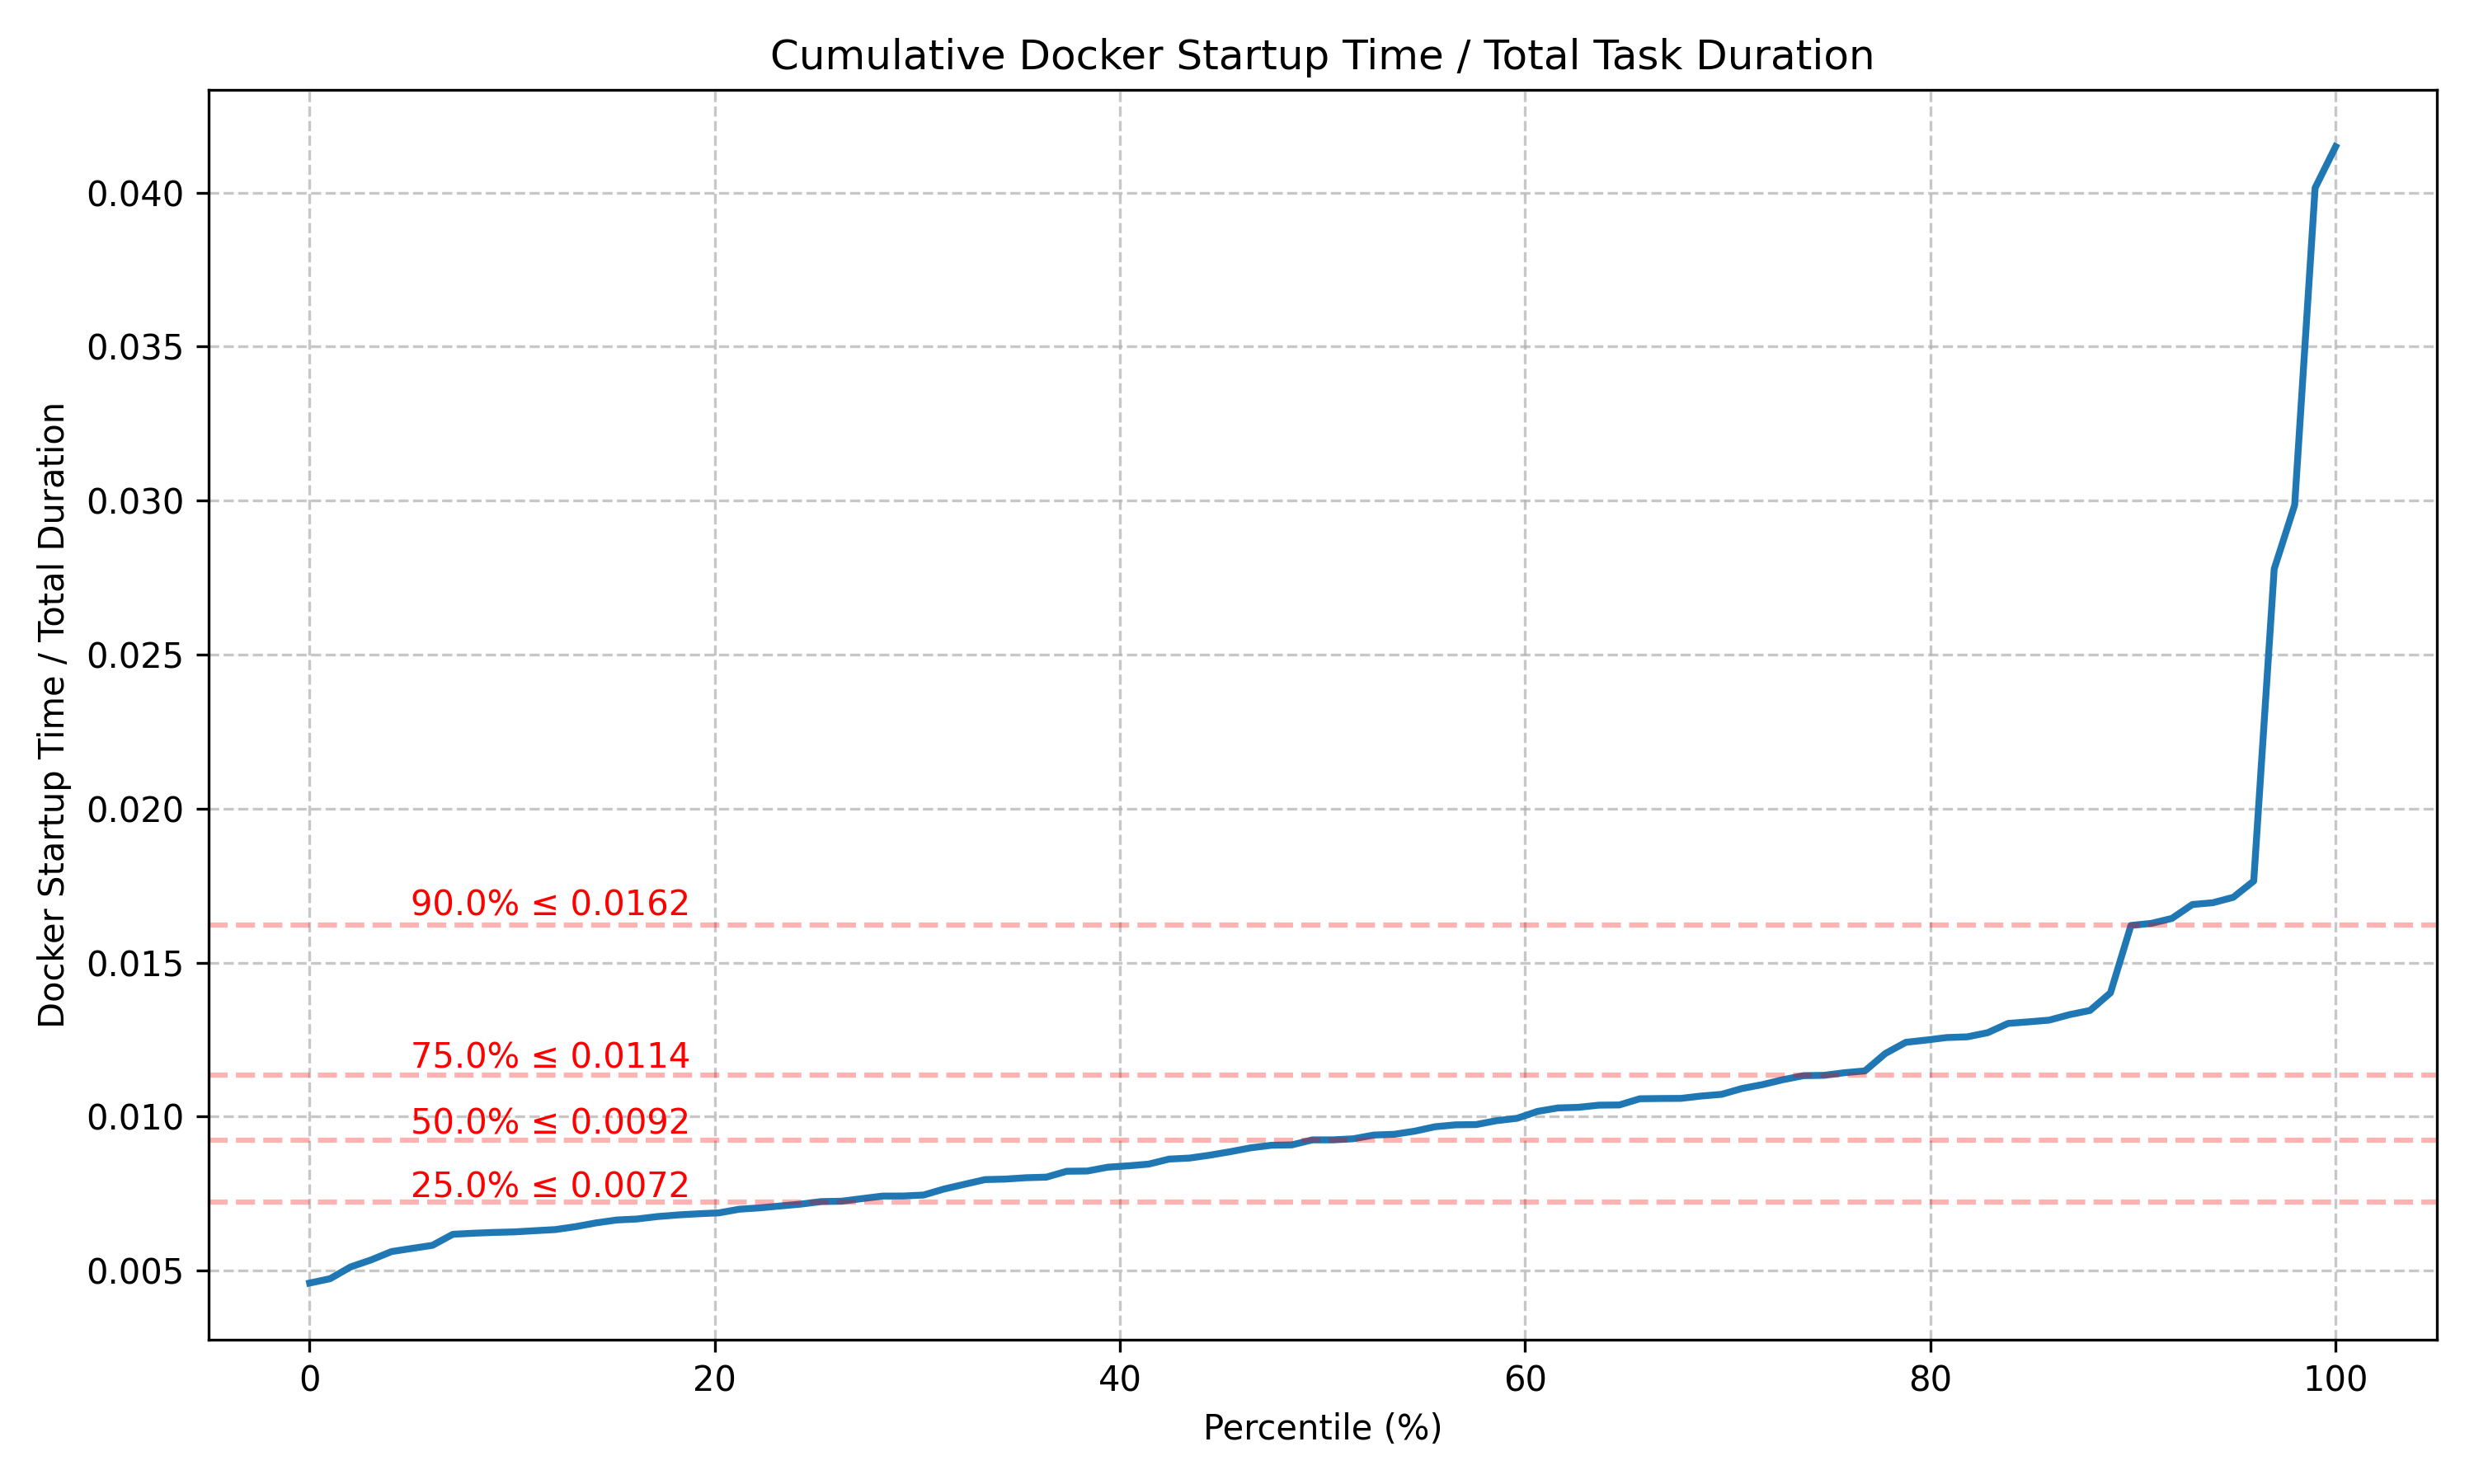 Cumulative Docker Startup Time / Total Task Duration
Docker Startup Time / Total Duration
0.040
0.035
0.030
0.025
0.020
0.015
0.010
0.005
90.0% ≤ 0.0162
75.0% ≤ 0.0114
50.0% ≤ 0.0092
25.0% ≤ 0.0072
0 20 40 60 80 100
Percentile (%)